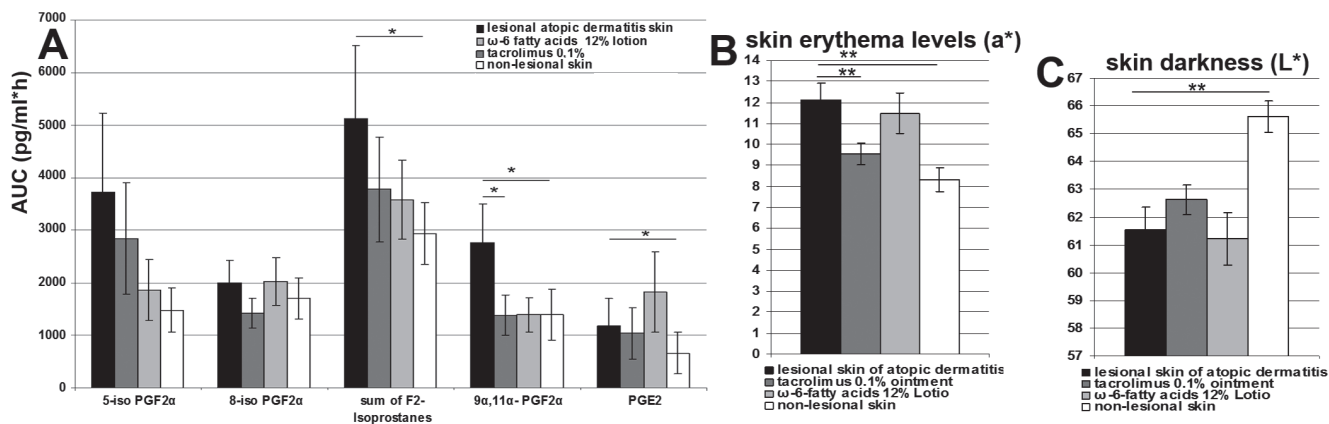 A
AUC (pg/ml*h)
7000
6000
5000
4000
3000
2000
1000
0
lesional atopic dermatitis skin
ω-6 fatty acids 12% lotion
tacrolimus 0.1%
non-lesional skin
*
*
*
*
5-iso PGF2α
8-iso PGF2α
sum of F2-
Isoprostanes
9α,11α- PGF2α
PGE2
B
skin erythema levels (a*)
14
13
12
11
10
9
8
7
6
5
4
3
2
1
0
**
**
lesional skin of atopic dermatitis
tacrolimus 0.1% ointment
ω-6-fatty acids 12% Lotio
non-lesional skin
C
skin darkness (L*)
67
66
65
64
63
62
61
60
59
58
57
**
lesional skin of atopic dermatitis
tacrolimus 0.1% ointment
ω-6-fatty acids 12% Lotio
non-lesional skin